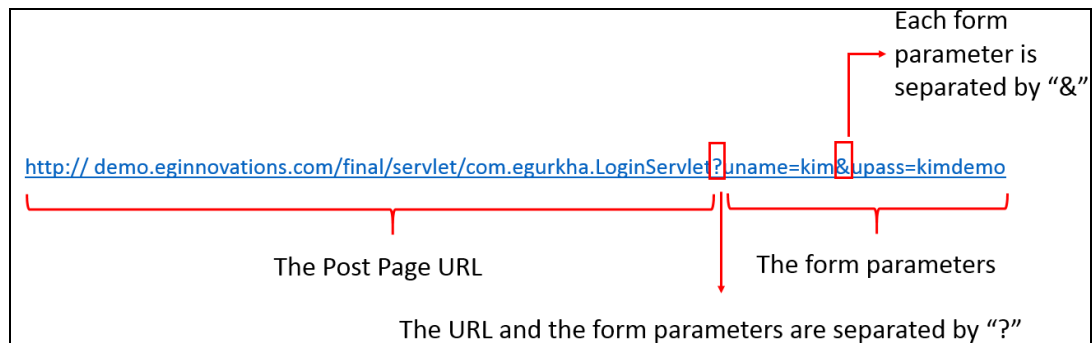 Each form
parameter is
separated by “&”
http:// demo.eginnovations.com/final/servlet/com.egurkha.LoginServlet?uname=kim&upass=kimdemo
The Post Page URL
The form parameters
The URL and the form parameters are separated by “?”